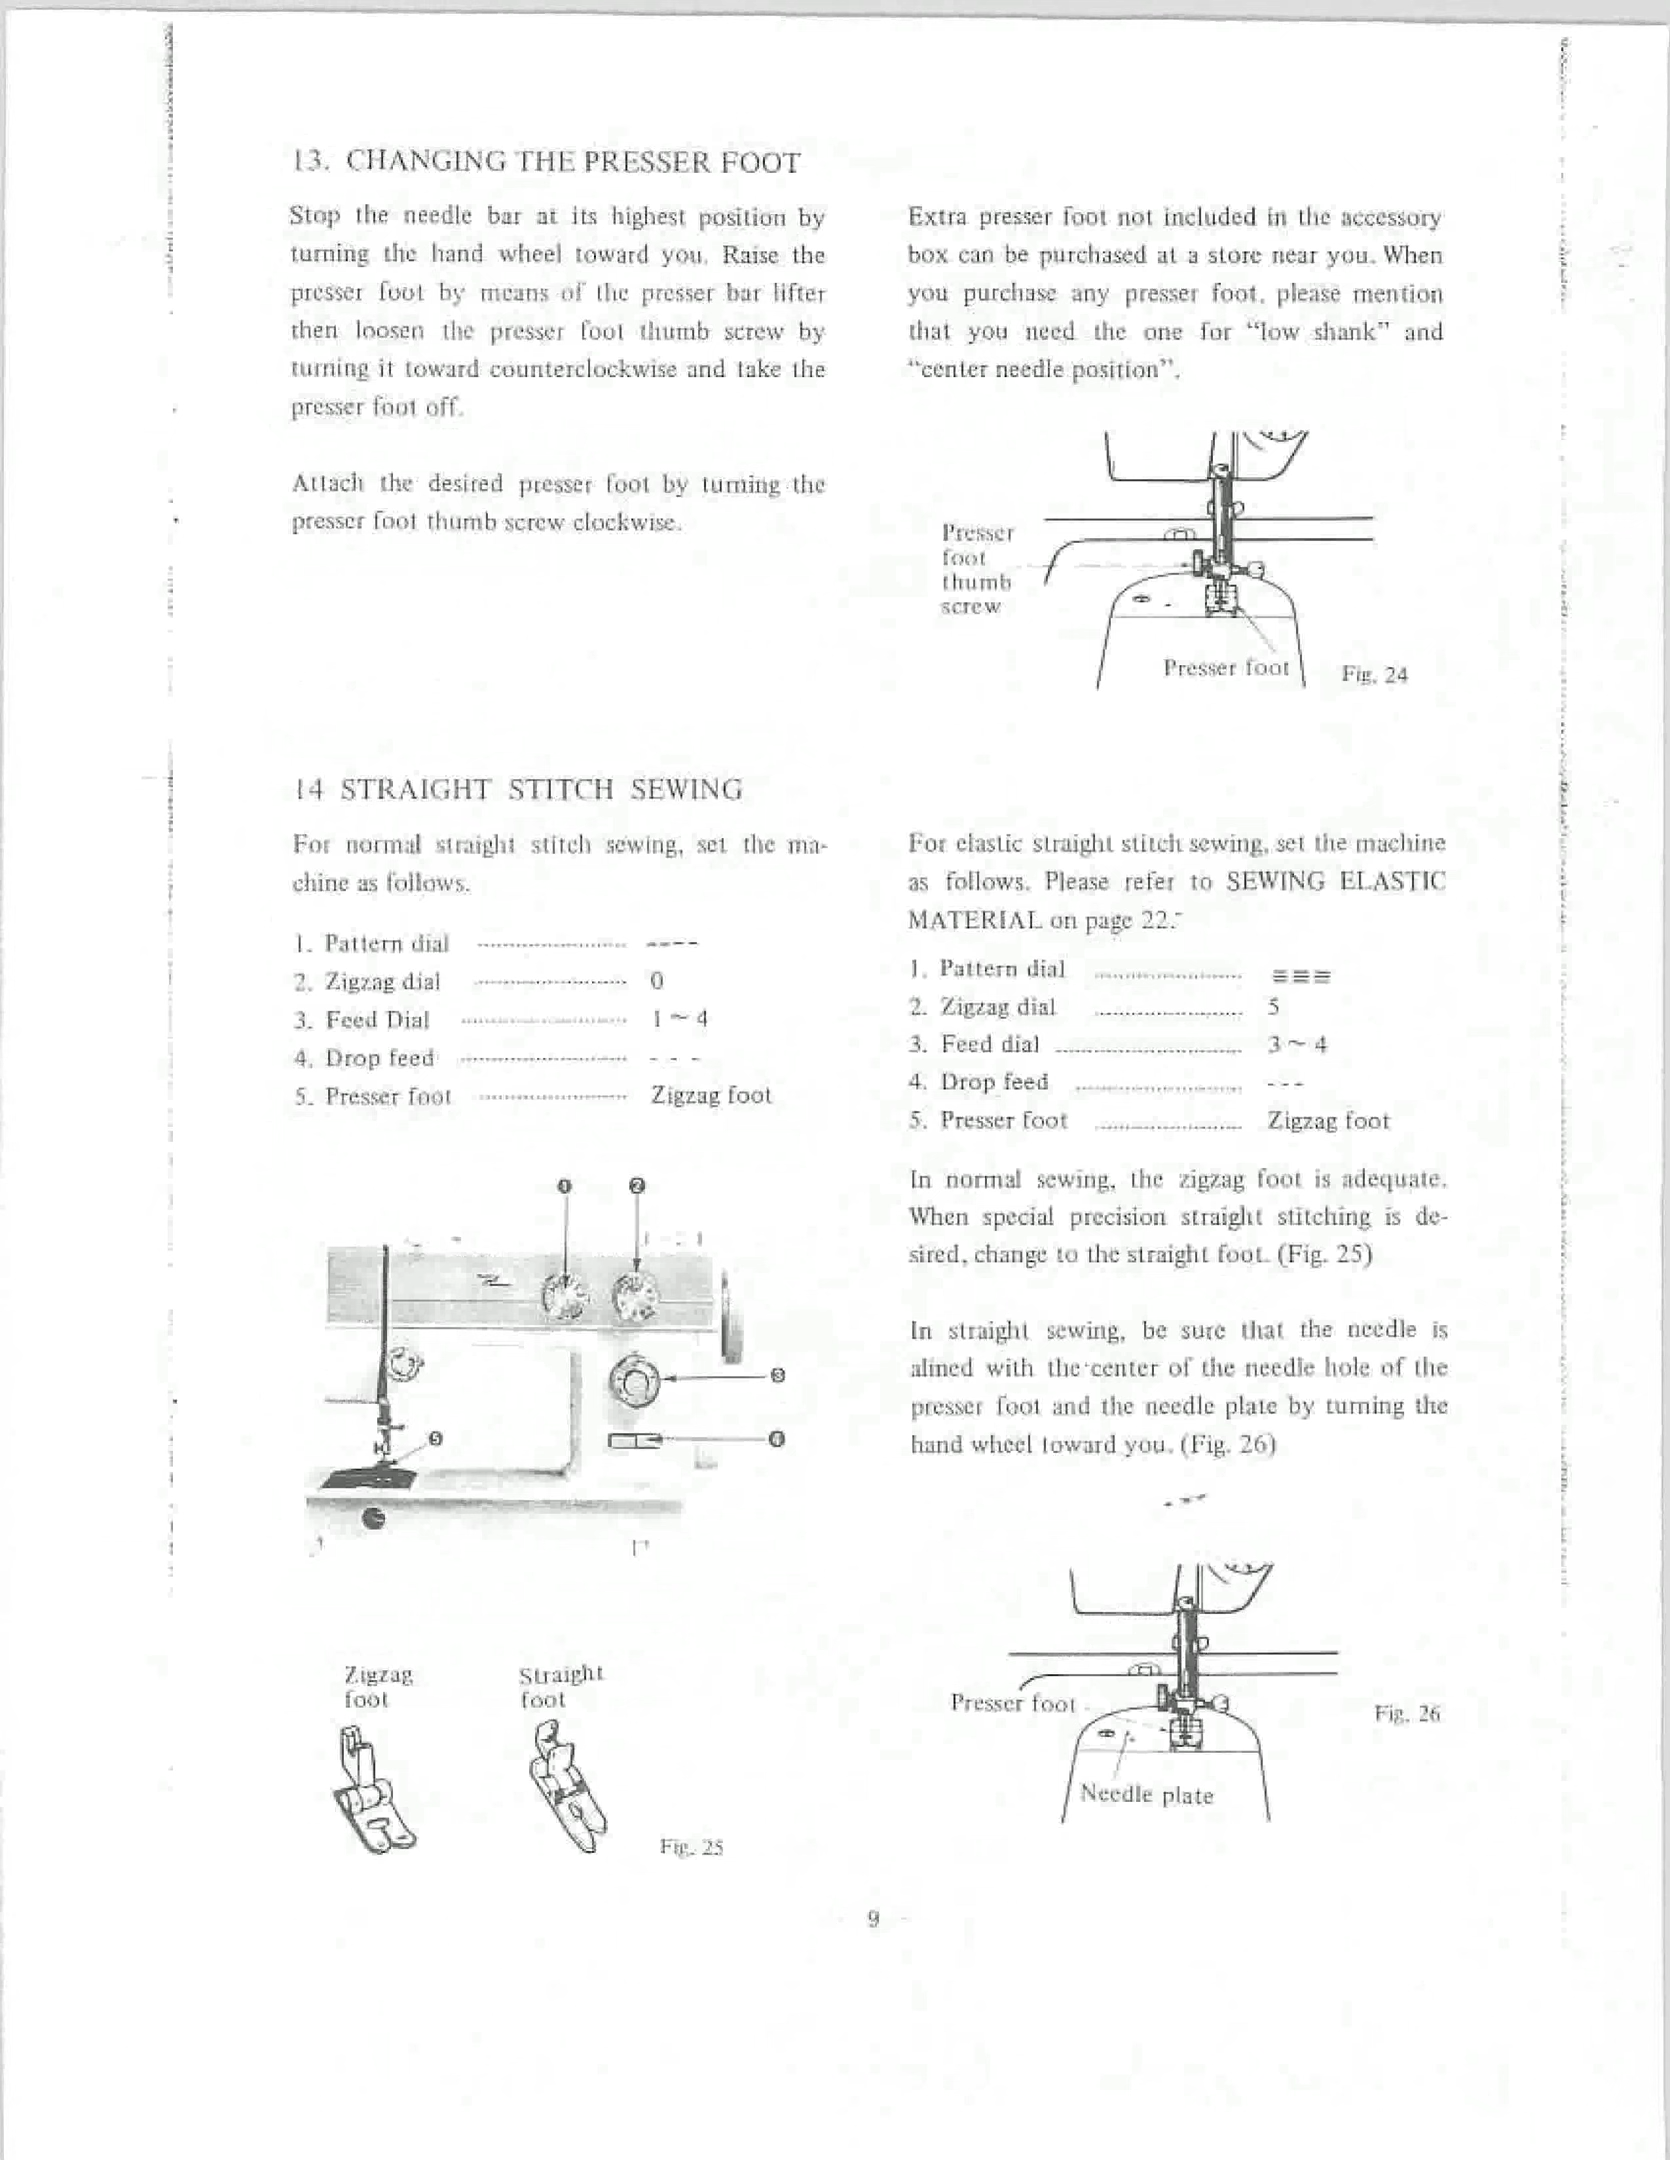 13. CHANGING THE PRESSER FOOT
Stop the needle bar at its highest position by
turning the hand wheel toward you. Raise the
presser foot by means of the presser bar lifter
then loosen the presser foot thumb screw by
turning it toward counterclockwise and take the
presser foot off.
Attach the desired presser foot by turning the
presser foot thumb screw clockwise.
Extra presser foot not included in the accessory
box can be purchased at a store near you. When
you purchase any presser foot, please mention
that you need the one for “low shank” and
“center needle position”.
Presser
foot
thumb
screw
Presser foot
Fig. 24
14 STRAIGHT STITCH SEWING
For normal straight stitch sewing, set the ma-
chine as follows.
1. Pattern dial ........................ ----
2. Zigzag dial ........................ 0
3. Feed Dial ........................ 1 ~ 4
4. Drop feed ........................ - - -
5. Presser foot ........................ Zigzag foot
1 2
3
4
5
Zigzag
foot
Straight
foot
Fig. 25
For elastic straight stitch sewing, set the machine
as follows. Please refer to SEWING ELASTIC
MATERIAL on page 22.
1. Pattern dial ........................ ≡≡≡
2. Zigzag dial ........................ 5
3. Feed dial ........................ 3 ~ 4
4. Drop feed ........................ ---
5. Presser foot ........................ Zigzag foot
In normal sewing, the zigzag foot is adequate.
When special precision straight stitching is de-
sired, change to the straight foot. (Fig. 25)
In straight sewing, be sure that the needle is
alined with the center of the needle hole of the
presser foot and the needle plate by turning the
hand wheel toward you. (Fig. 26)
Presser foot
Needle plate
Fig. 26
9